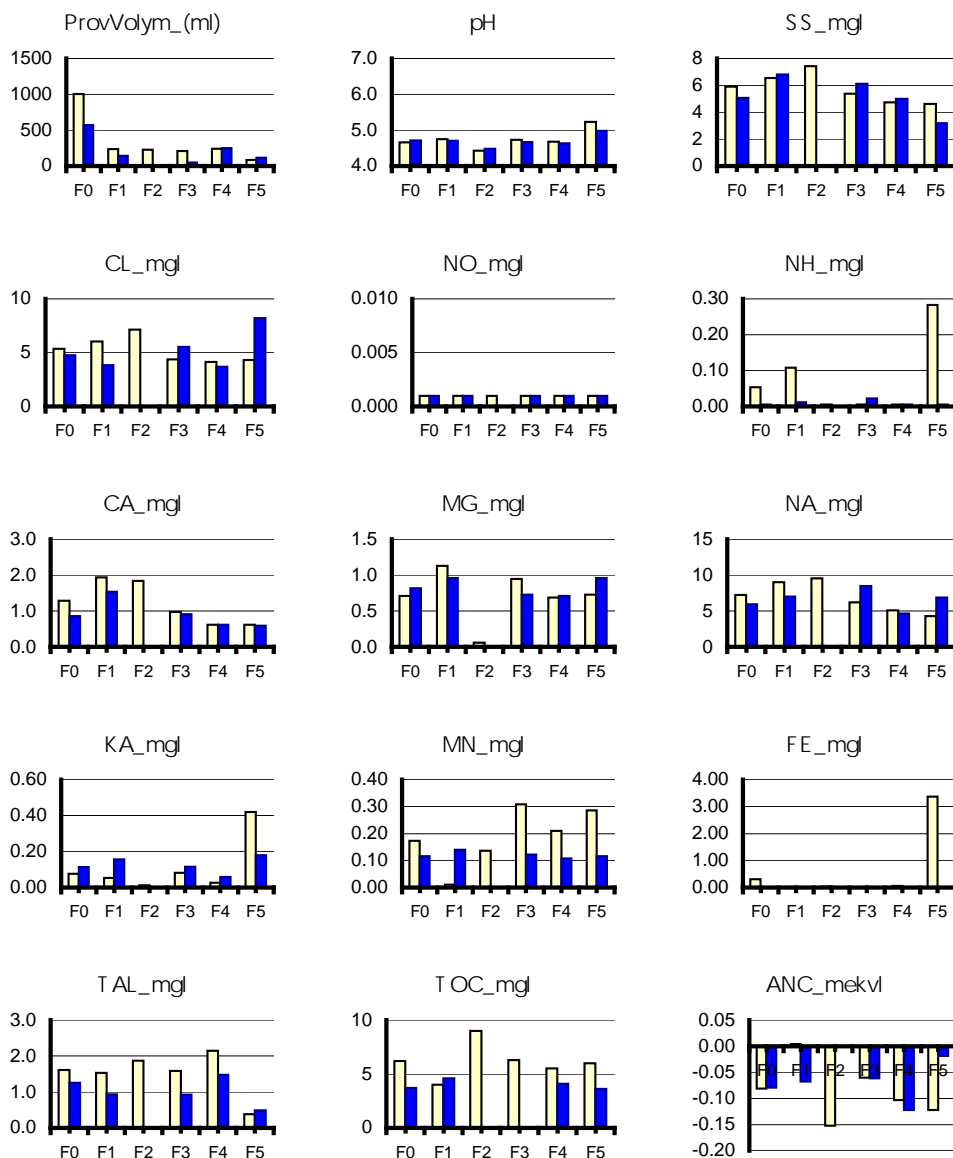 ProvVolym_(ml)
1500
1000
500
0
F0 F1 F2 F3 F4 F5
pH
7.0
6.0
5.0
4.0
F0 F1 F2 F3 F4 F5
SS_mgl
8
6
4
2
0
F0 F1 F2 F3 F4 F5
CL_mgl
10
5
0
F0 F1 F2 F3 F4 F5
NO_mgl
0.010
0.005
0.000
F0 F1 F2 F3 F4 F5
NH_mgl
0.30
0.20
0.10
0.00
F0 F1 F2 F3 F4 F5
CA_mgl
3.0
2.0
1.0
0.0
F0 F1 F2 F3 F4 F5
MG_mgl
1.5
1.0
0.5
0.0
F0 F1 F2 F3 F4 F5
NA_mgl
15
10
5
0
F0 F1 F2 F3 F4 F5
KA_mgl
0.60
0.40
0.20
0.00
F0 F1 F2 F3 F4 F5
MN_mgl
0.40
0.30
0.20
0.10
0.00
F0 F1 F2 F3 F4 F5
FE_mgl
4.00
3.00
2.00
1.00
0.00
F0 F1 F2 F3 F4 F5
TAL_mgl
3.0
2.0
1.0
0.0
F0 F1 F2 F3 F4 F5
TOC_mgl
10
5
0
F0 F1 F2 F3 F4 F5
ANC_mekvl
0.05
0.00
-0.05
-0.10
-0.15
-0.20
F0 F1 F2 F3 F4 F5